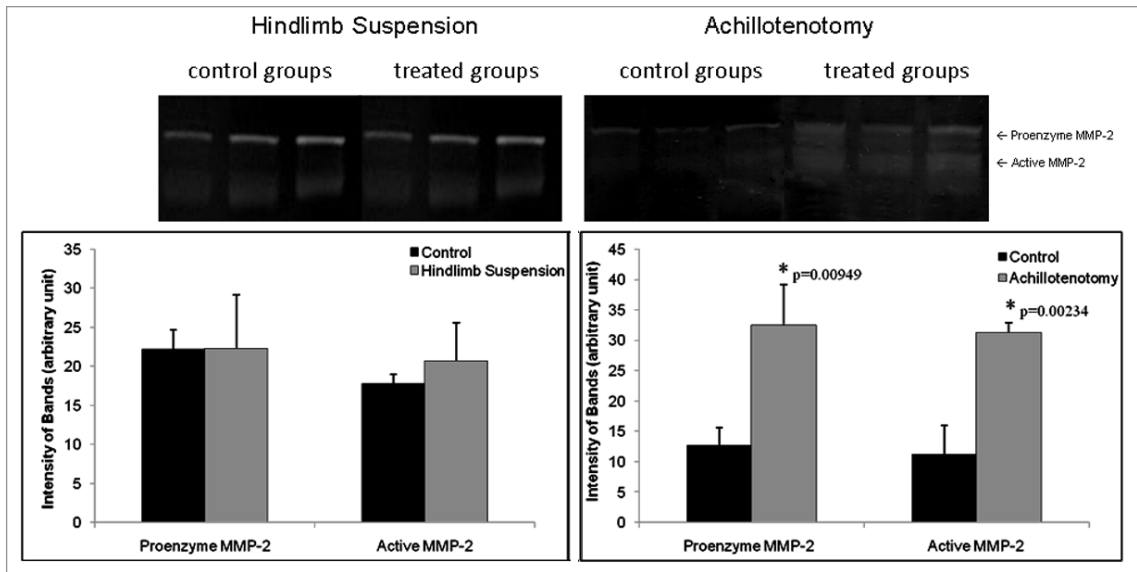 Hindlimb Suspension
control groups treated groups
Achillotenotomy
control groups treated groups
← Proenzyme MMP-2
← Active MMP-2
Intensity of Bands (arbitrary unit)
35
30
25
20
15
10
5
0
Control
Hindlimb Suspension
Proenzyme MMP-2 Active MMP-2
Intensity of Bands (arbitrary unit)
45
40
35
30
25
20
15
10
5
0
Control
Achillotenotomy
* p=0.00949
* p=0.00234
Proenzyme MMP-2 Active MMP-2